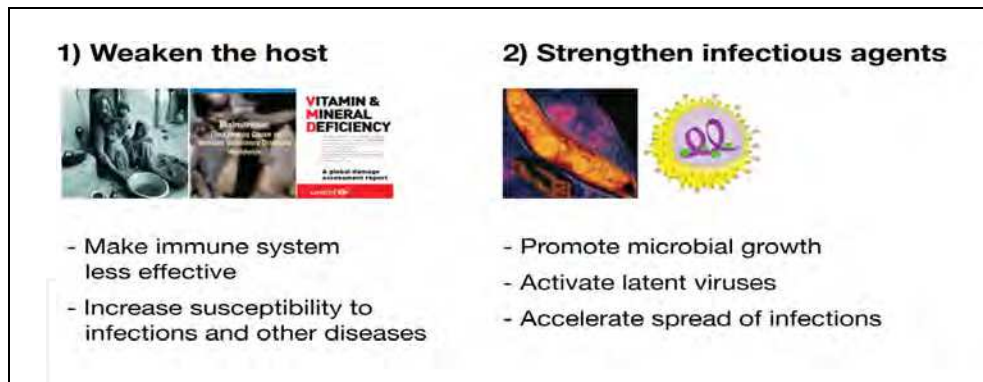 1) Weaken the host
VITAMIN &
MINERAL
DEFICIENCY
A global damage
assessment report
- Make immune system
less effective
- Increase susceptibility to
infections and other diseases
2) Strengthen infectious agents
- Promote microbial growth
- Activate latent viruses
- Accelerate spread of infections